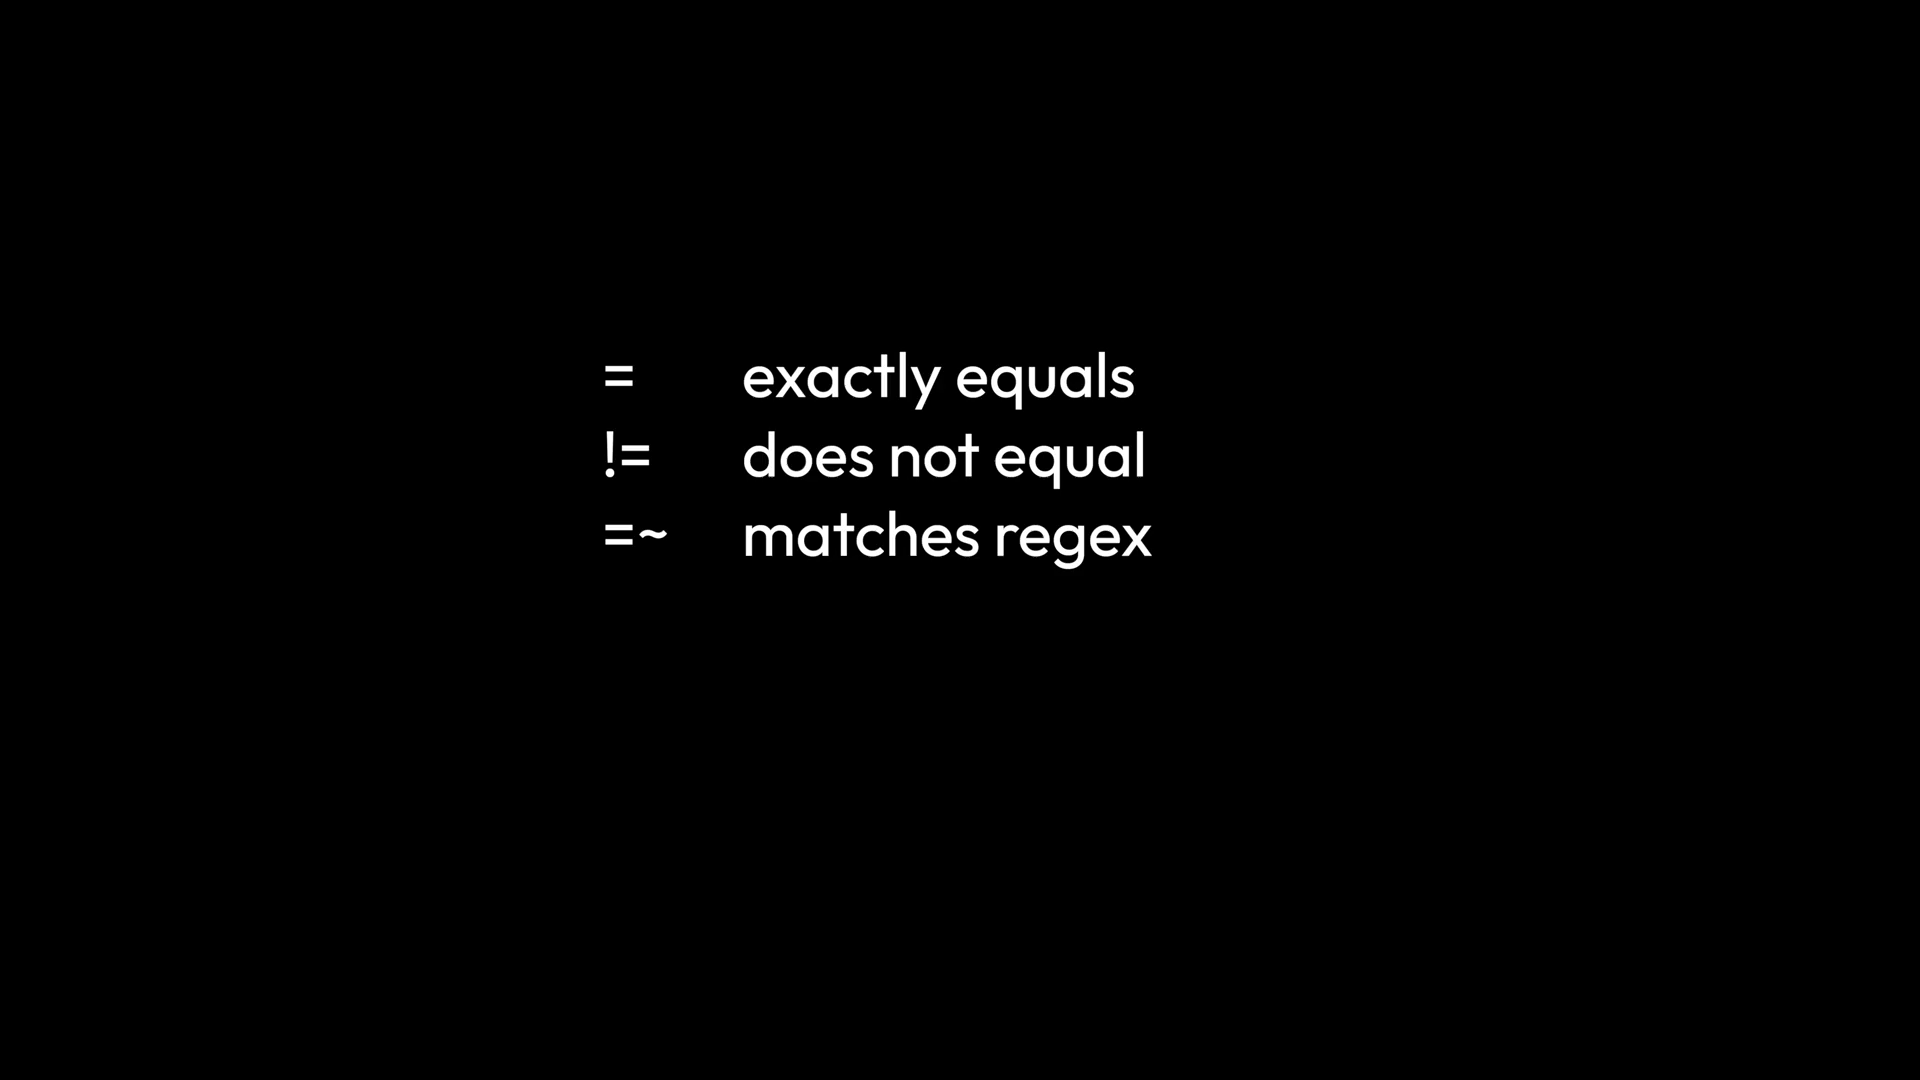 = exactly equals
!= does not equal
=~ matches regex